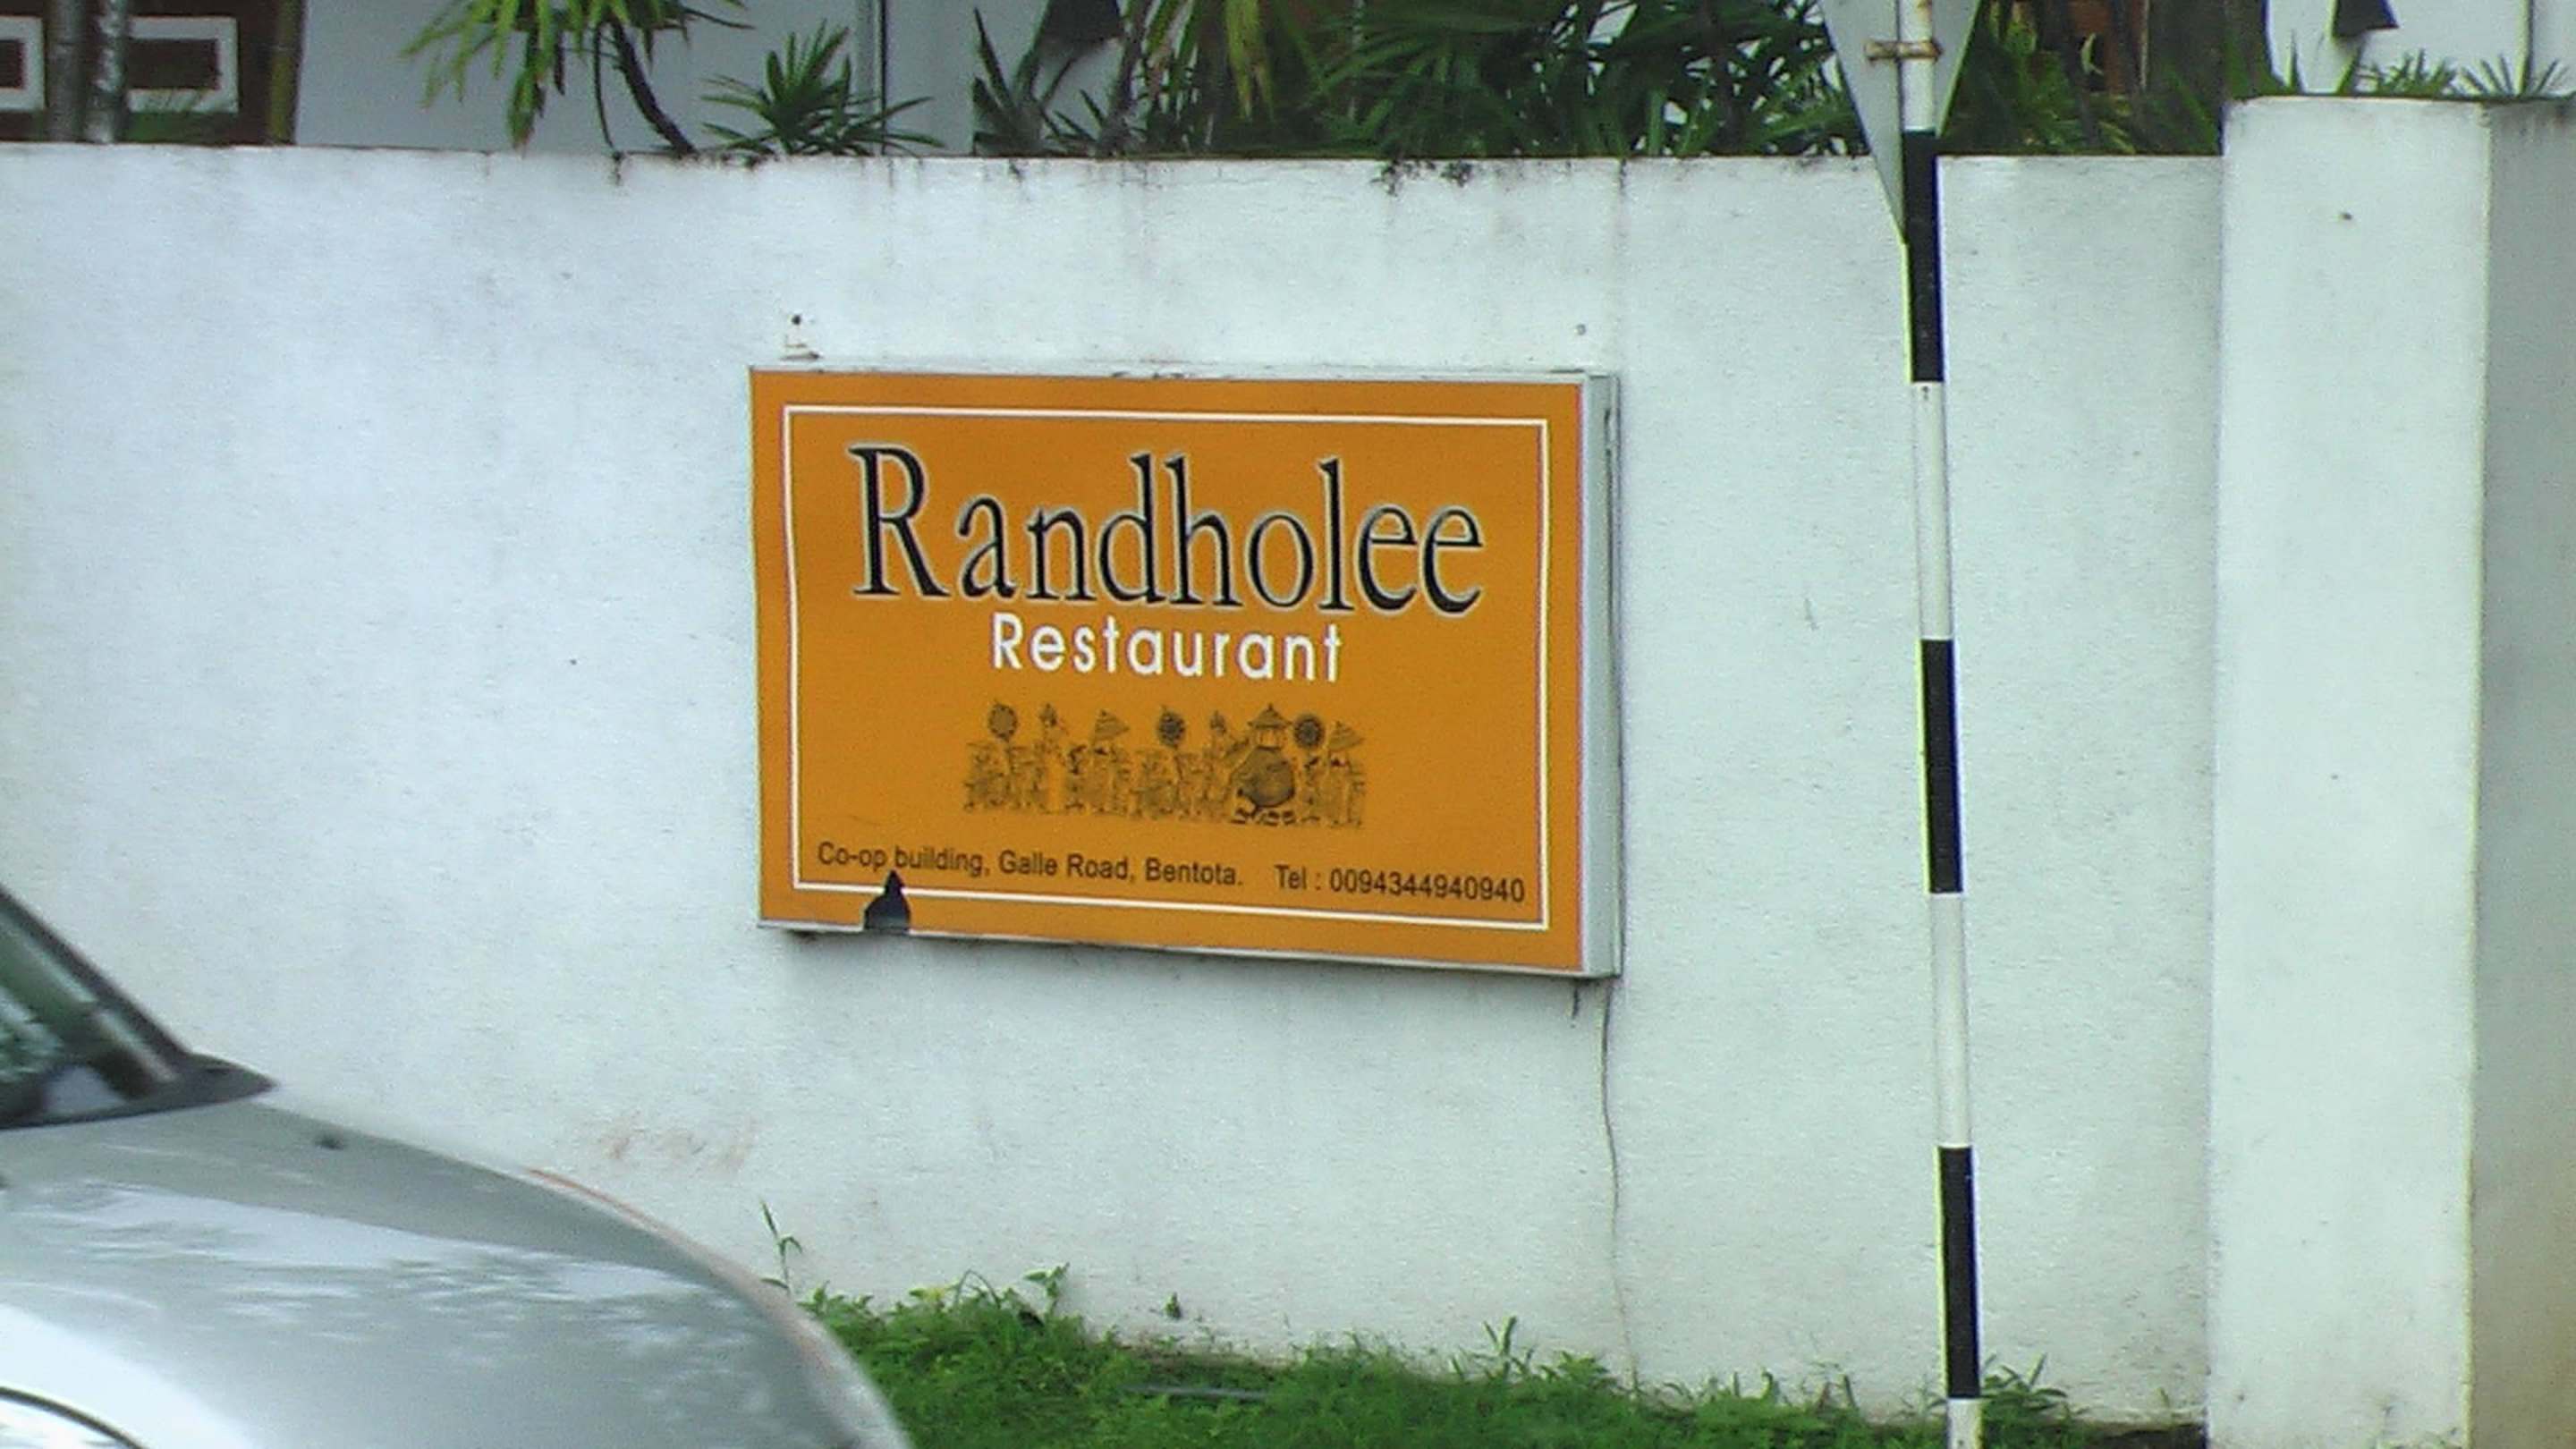 Randholee
Restaurant
Co-op building, Galle Road, Bentota. Tel : 0094344940940